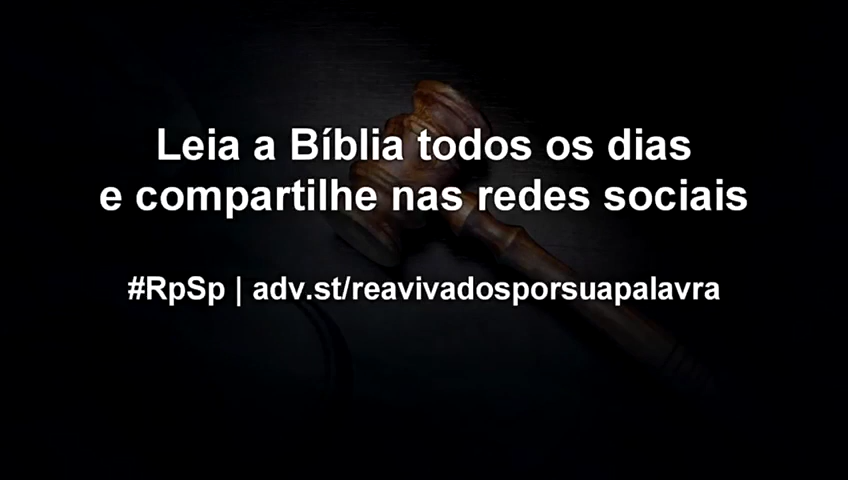 Leia a Bíblia todos os dias
e compartilhe nas redes sociais
#RpSp | adv.st/reavivadosporsuapalavra